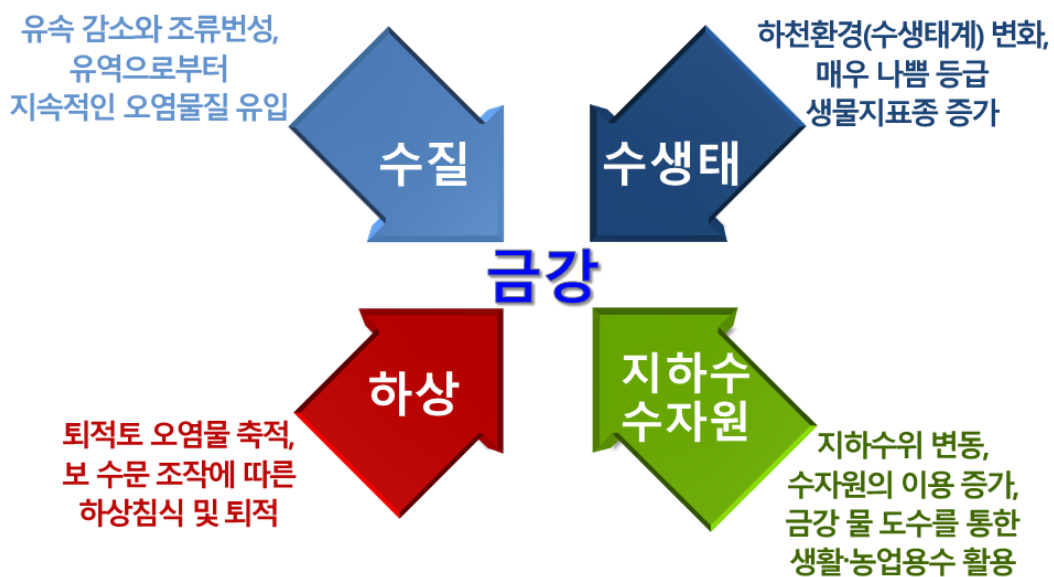 유속 감소와 조류번성,
유역으로부터
지속적인 오염물질 유입
수질
하천환경(수생태계) 변화,
매우 나쁨 등급
생물지표종 증가
수생태
금강
하상
퇴적토 오염물 축적,
보 수문 조작에 따른
하상침식 및 퇴적
지하수
수자원
지하수위 변동,
수자원의 이용 증가,
금강 물 도수를 통한
생활·농업용수 활용